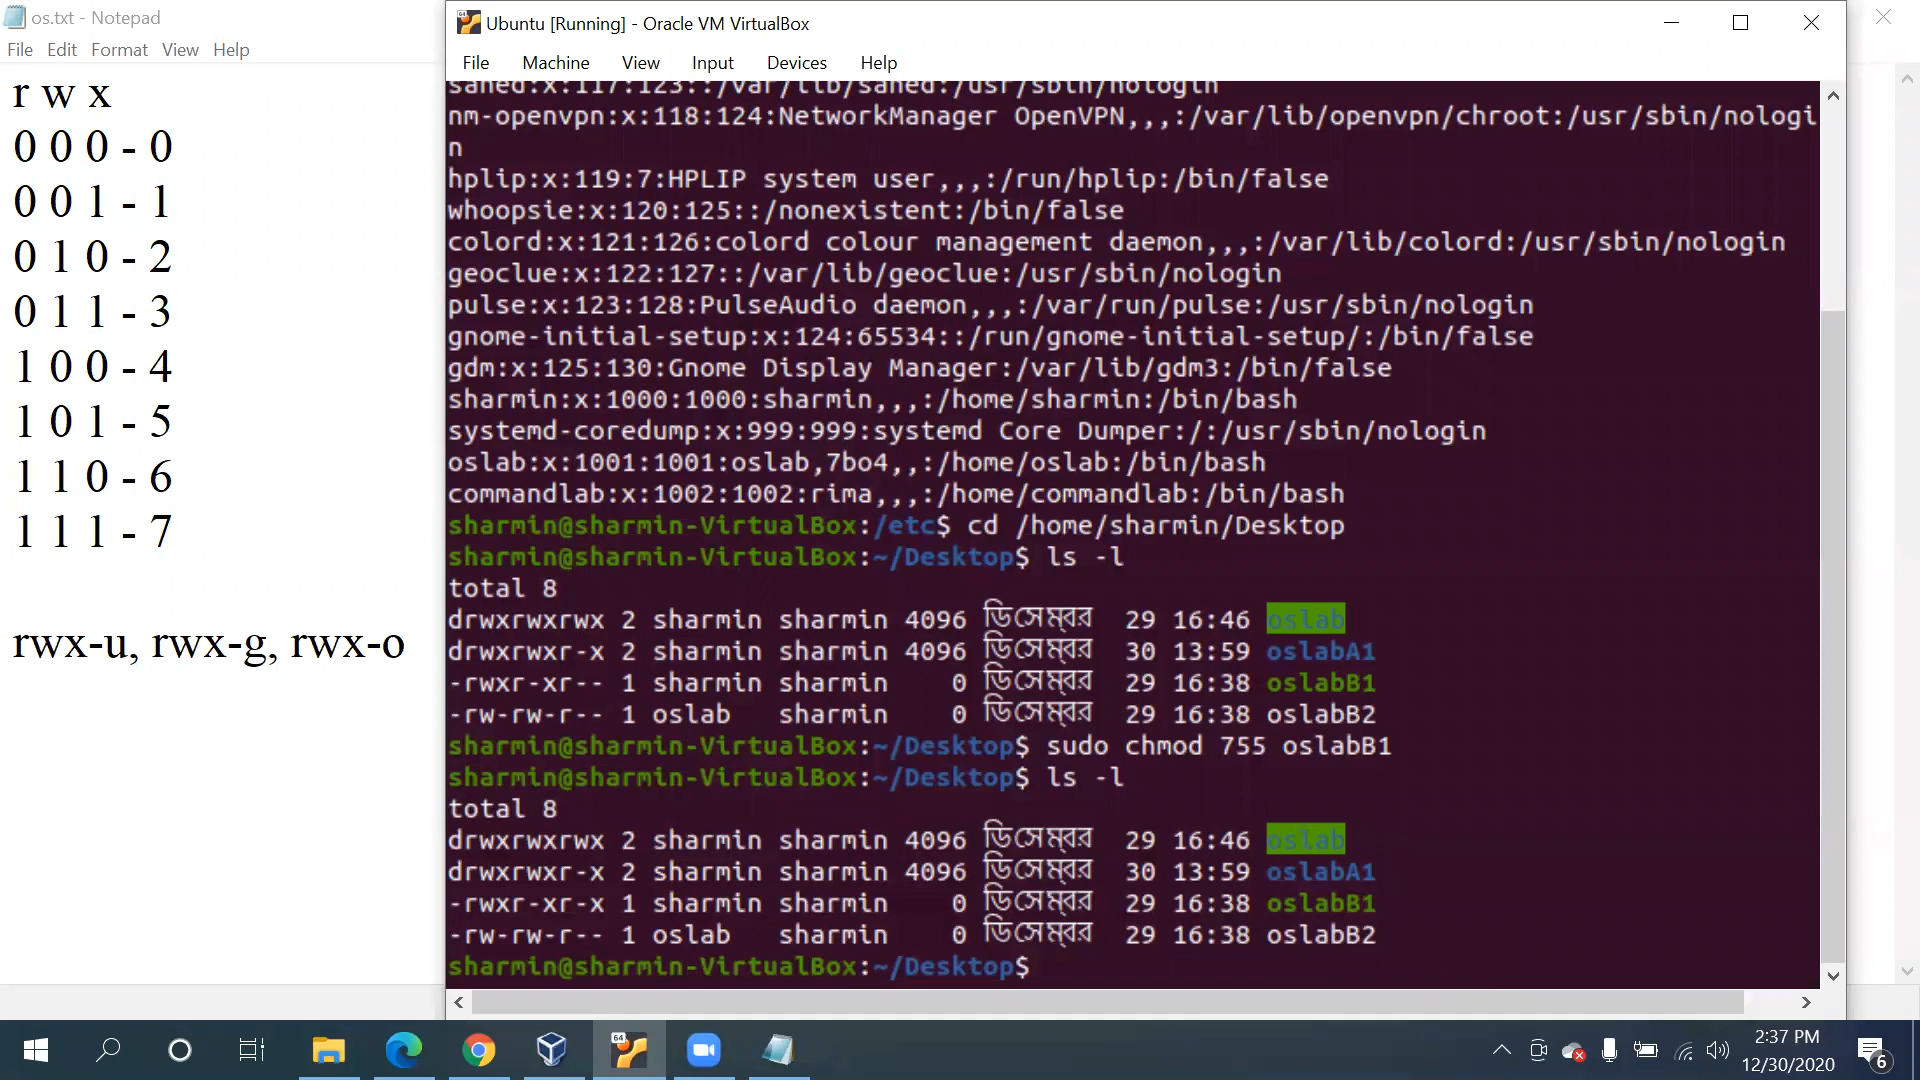 os.txt - Notepad
File Edit Format View Help
r w x
0 0 0 - 0
0 0 1 - 1
0 1 0 - 2
0 1 1 - 3
1 0 0 - 4
1 0 1 - 5
1 1 0 - 6
1 1 1 - 7
rwx-u, rwx-g, rwx-o
Ubuntu [Running] - Oracle VM VirtualBox
File Machine View Input Devices Help
saned:x:117:123::/var/lib/saned:/usr/sbin/nologin
nm-openvpn:x:118:124:NetworkManager OpenVPN,,,:/var/lib/openvpn/chroot:/usr/sbin/nologi
n
hplip:x:119:7:HPLIP system user,,,:/run/hplip:/bin/false
whoopsie:x:120:125::/nonexistent:/bin/false
colord:x:121:126:colord colour management daemon,,,:/var/lib/colord:/usr/sbin/nologin
geoclue:x:122:127::/var/lib/geoclue:/usr/sbin/nologin
pulse:x:123:128:PulseAudio daemon,,,:/var/run/pulse:/usr/sbin/nologin
gnome-initial-setup:x:124:65534::/run/gnome-initial-setup/:/bin/false
gdm:x:125:130:Gnome Display Manager:/var/lib/gdm3:/bin/false
sharmin:x:1000:1000:sharmin,,,:/home/sharmin:/bin/bash
systemd-coredump:x:999:999:systemd Core Dumper:/:/usr/sbin/nologin
oslab:x:1001:1001:oslab,7bo4,,:/home/oslab:/bin/bash
commandlab:x:1002:1002:rima,,,:/home/commandlab:/bin/bash
sharmin@sharmin-VirtualBox:/etc$ cd /home/sharmin/Desktop
sharmin@sharmin-VirtualBox:~/Desktop$ ls -l
total 8
drwxrwxrwx 2 sharmin sharmin 4096 ডিসেম্বর 29 16:46 oslab
drwxrwxr-x 2 sharmin sharmin 4096 ডিসেম্বর 30 13:59 oslabA1
-rwxr-xr-- 1 sharmin sharmin 0 ডিসেম্বর 29 16:38 oslabB1
-rw-rw-r-- 1 oslab sharmin 0 ডিসেম্বর 29 16:38 oslabB2
sharmin@sharmin-VirtualBox:~/Desktop$ sudo chmod 755 oslabB1
sharmin@sharmin-VirtualBox:~/Desktop$ ls -l
total 8
drwxrwxrwx 2 sharmin sharmin 4096 ডিসেম্বর 29 16:46 oslab
drwxrwxr-x 2 sharmin sharmin 4096 ডিসেম্বর 30 13:59 oslabA1
-rwxr-xr-x 1 sharmin sharmin 0 ডিসেম্বর 29 16:38 oslabB1
-rw-rw-r-- 1 oslab sharmin 0 ডিসেম্বর 29 16:38 oslabB2
sharmin@sharmin-VirtualBox:~/Desktop$
64
2:37 PM
12/30/2020
6